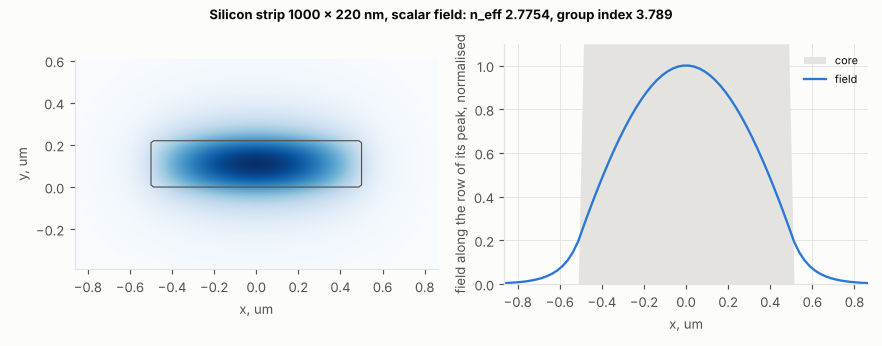 Silicon strip 1000 × 220 nm, scalar field: n_eff 2.7754, group index 3.789
y, um
0.6
0.4
0.2
0.0
−0.2
−0.8 −0.6 −0.4 −0.2 0.0 0.2 0.4 0.6 0.8
x, um
field along the row of its peak, normalised
1.0
0.8
0.6
0.4
0.2
0.0
core
field
−0.8 −0.6 −0.4 −0.2 0.0 0.2 0.4 0.6 0.8
x, um